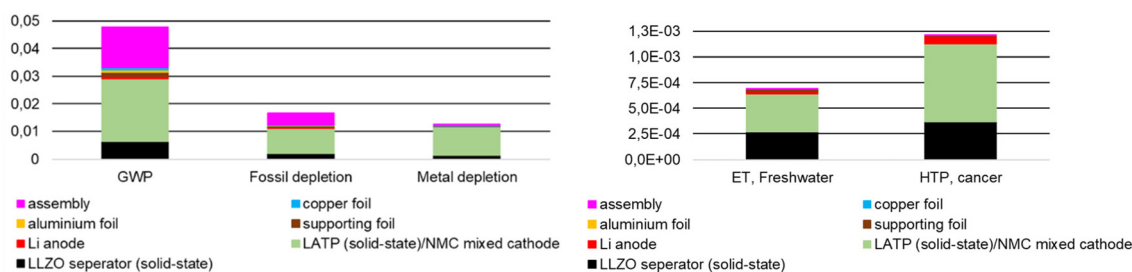 0,05
0,04
0,03
0,02
0,01
0
GWP Fossil depletion Metal depletion
assembly copper foil
aluminium foil supporting foil
Li anode LATP (solid-state)/NMC mixed cathode
LLZO seperator (solid-state)
1,3E-03
1,0E-03
7,5E-04
5,0E-04
2,5E-04
0,0E+00
ET, Freshwater HTP, cancer
assembly copper foil
aluminium foil supporting foil
Li anode LATP (solid-state)/NMC mixed cathode
LLZO seperator (solid-state)